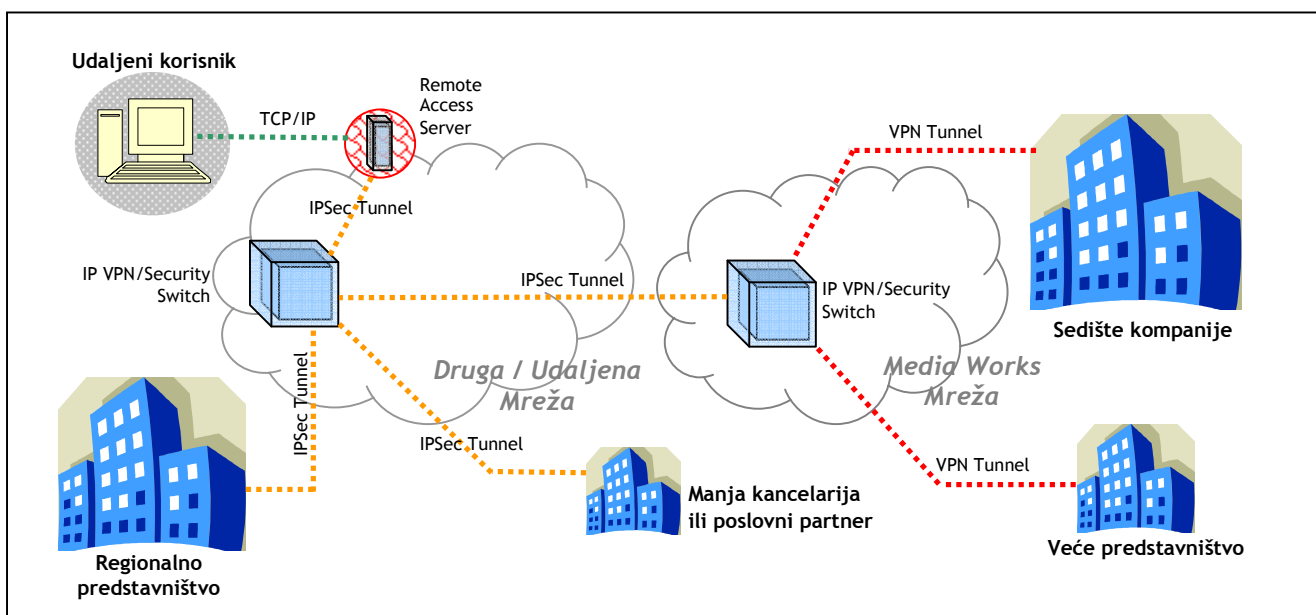 Udaljeni korisnik
TCP/IP
Remote
Access
Server
IPSec Tunnel
IP VPN/Security
Switch
IPSec Tunnel
VPN Tunnel
IP VPN/Security
Switch
Sedište kompanije
Druga / Udaljena
Mreža
Media Works
Mreža
IPSec Tunnel
IPSec Tunnel
VPN Tunnel
Manja kancelarija
ili poslovni partner
Regionalno
predstavništvo
Veće predstavništvo